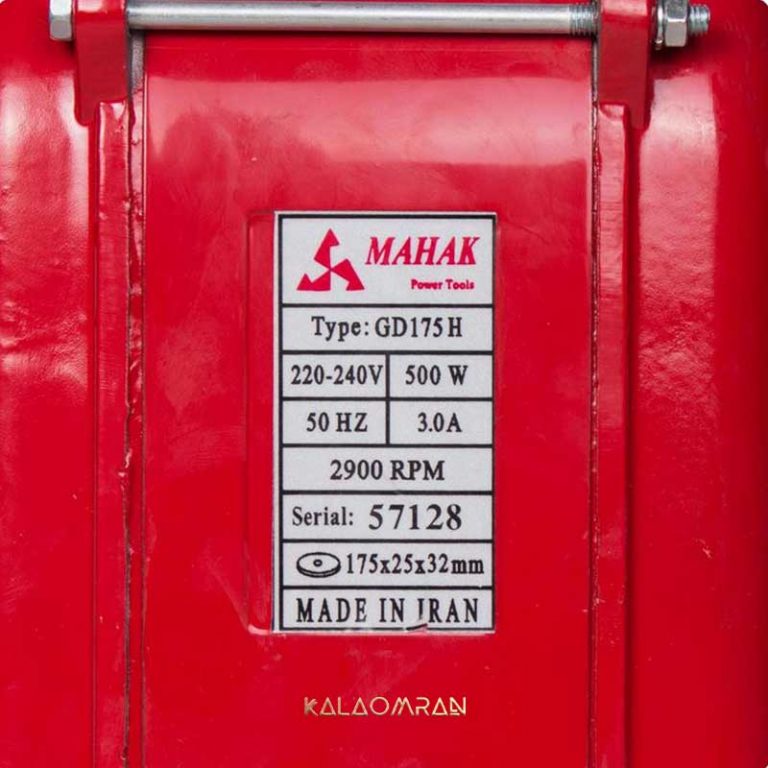 MAHAK
Power Tools
Type: GD175H
220-240V 500 W
50 HZ 3.0A
2900 RPM
Serial: 57128
175x25x32mm
MADE IN IRAN
KALAOMRAN